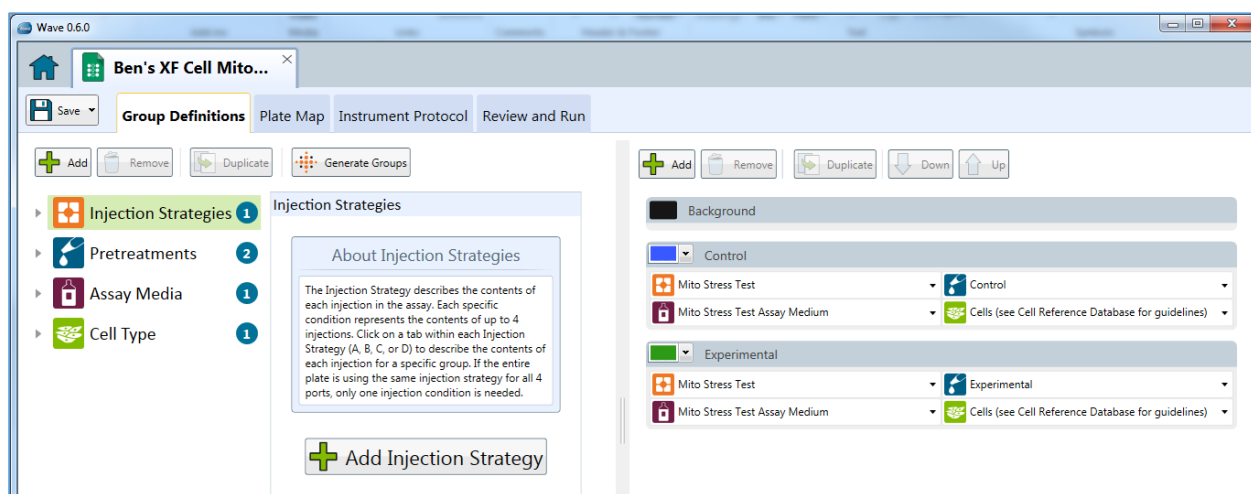 Wave 0.6.0
Ben's XF Cell Mito...
Save
Group Definitions
Plate Map
Instrument Protocol
Review and Run
Add
Remove
Duplicate
Generate Groups
Add
Remove
Duplicate
Down
Up
Injection Strategies 1
Pretreatments 2
Assay Media 1
Cell Type 1
Injection Strategies
About Injection Strategies
The Injection Strategy describes the contents of
each injection in the assay. Each specific
condition represents the contents of up to 4
injections. Click on a tab within each Injection
Strategy (A, B, C, or D) to describe the contents of
each injection for a specific group. If the entire
plate is using the same injection strategy for all 4
ports, only one injection condition is needed.
Add Injection Strategy
Background
Control
Mito Stress Test
Control
Mito Stress Test Assay Medium
Cells (see Cell Reference Database for guidelines)
Experimental
Mito Stress Test
Experimental
Mito Stress Test Assay Medium
Cells (see Cell Reference Database for guidelines)